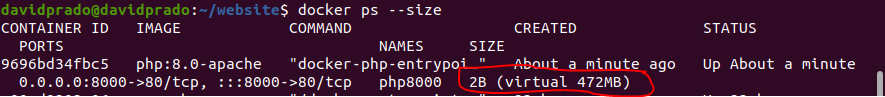 davidprado@davidprado:~/website$ docker ps --size
CONTAINER ID IMAGE COMMAND CREATED STATUS
PORTS NAMES SIZE
9696bd34fbc5 php:8.0-apache "docker-php-entrypoi…" About a minute ago Up About a minute
0.0.0.0:8000->80/tcp, :::8000->80/tcp php8000 2B (virtual 472MB)